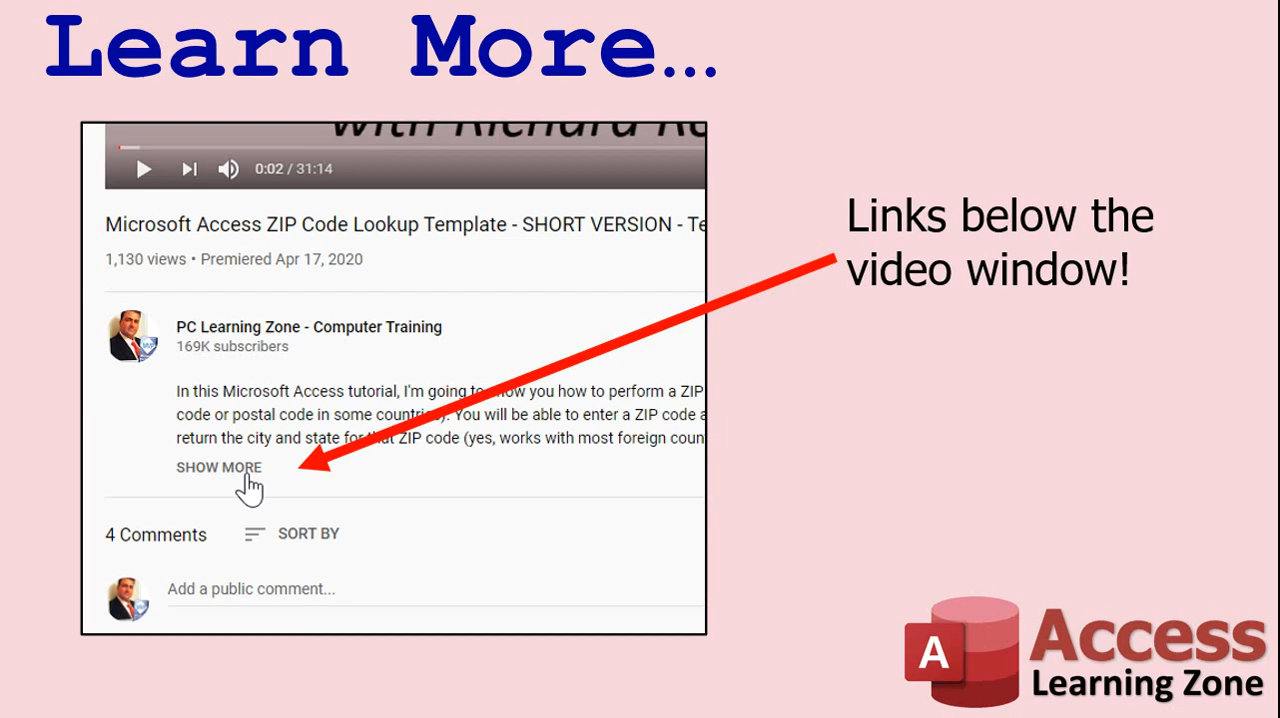 Learn More...
with Richard Ro
0:02 / 31:14
Microsoft Access ZIP Code Lookup Template - SHORT VERSION - Te
1,130 views • Premiered Apr 17, 2020
Links below the
video window!
PC Learning Zone - Computer Training
169K subscribers
In this Microsoft Access tutorial, I'm going to show you how to perform a ZIP
code or postal code in some countries). You will be able to enter a ZIP code a
return the city and state for that ZIP code (yes, works with most foreign coun
SHOW MORE
4 Comments
SORT BY
Add a public comment...
A
Access
Learning Zone